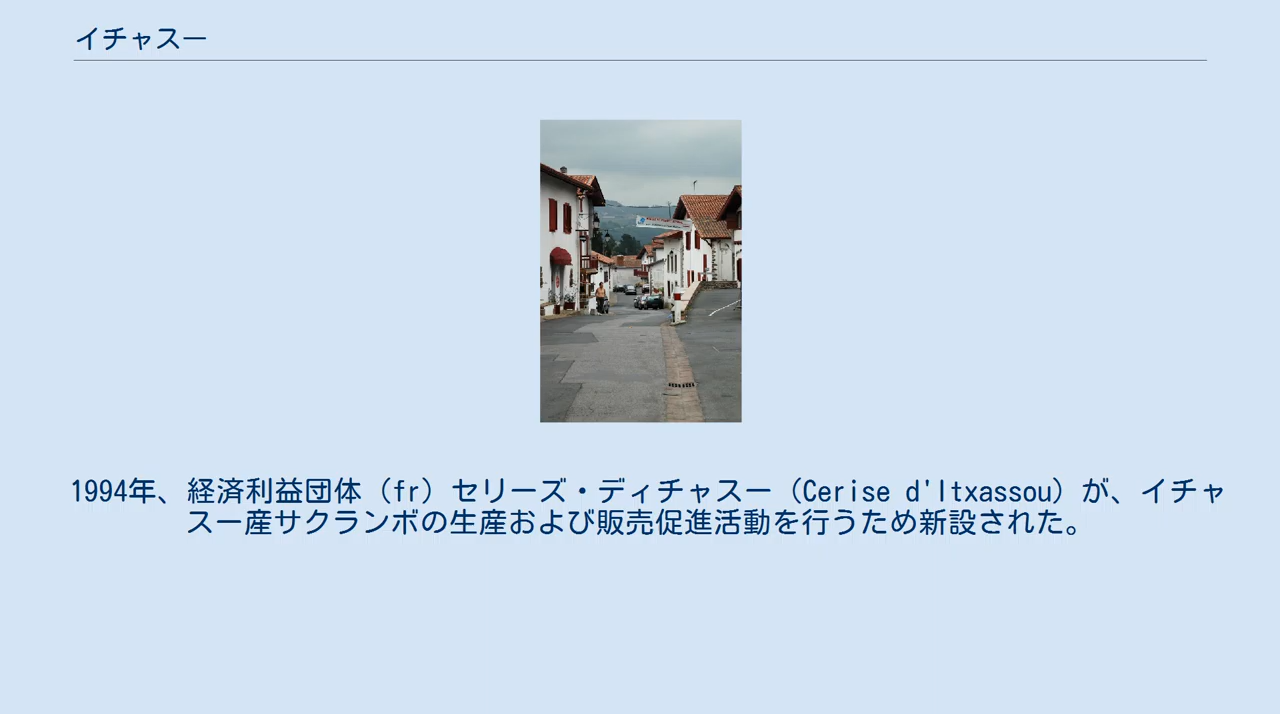 イチャスー
1994年、経済利益団体（fr）セリーズ・ディチャスー（Cerise d'Itxassou）が、イチャ
スー産サクランボの生産および販売促進活動を行うため新設された。